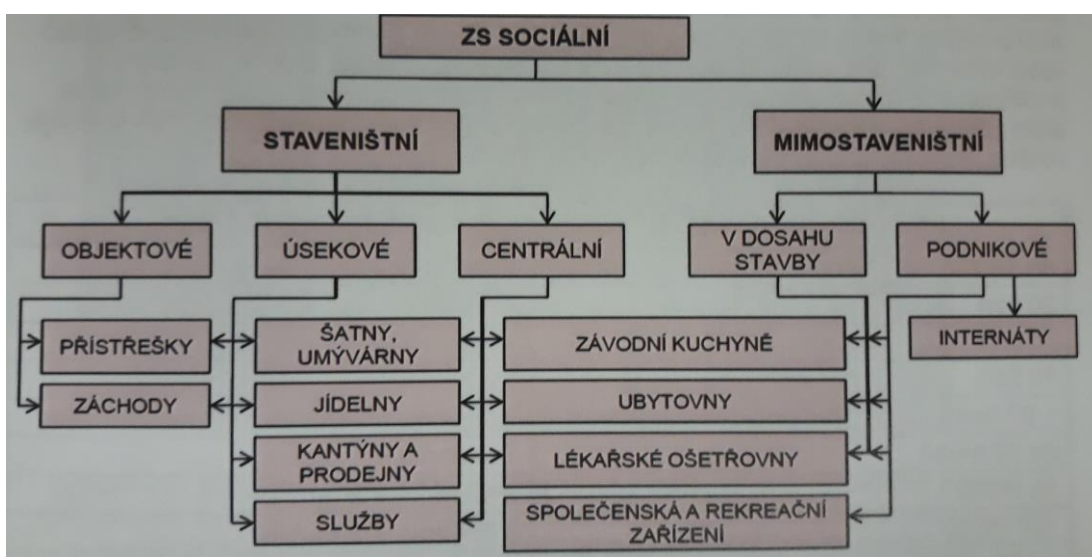 ZS SOCIÁLNÍ
STAVENIŠTNÍ
MIMOSTAVENIŠTNÍ
OBJEKTOVÉ
ÚSEKOVÉ
CENTRÁLNÍ
V DOSAHU
STAVBY
PODNIKOVÉ
PŘÍSTŘEŠKY
ŠATNY,
UMÝVÁRNY
ZÁVODNÍ KUCHYNĚ
INTERNÁTY
ZÁCHODY
JÍDELNY
UBYTOVNY
KANTÝNY A
PRODEJNY
LÉKAŘSKÉ OŠETŘOVNY
SLUŽBY
SPOLEČENSKÁ A REKREAČNÍ
ZAŘÍZENÍ